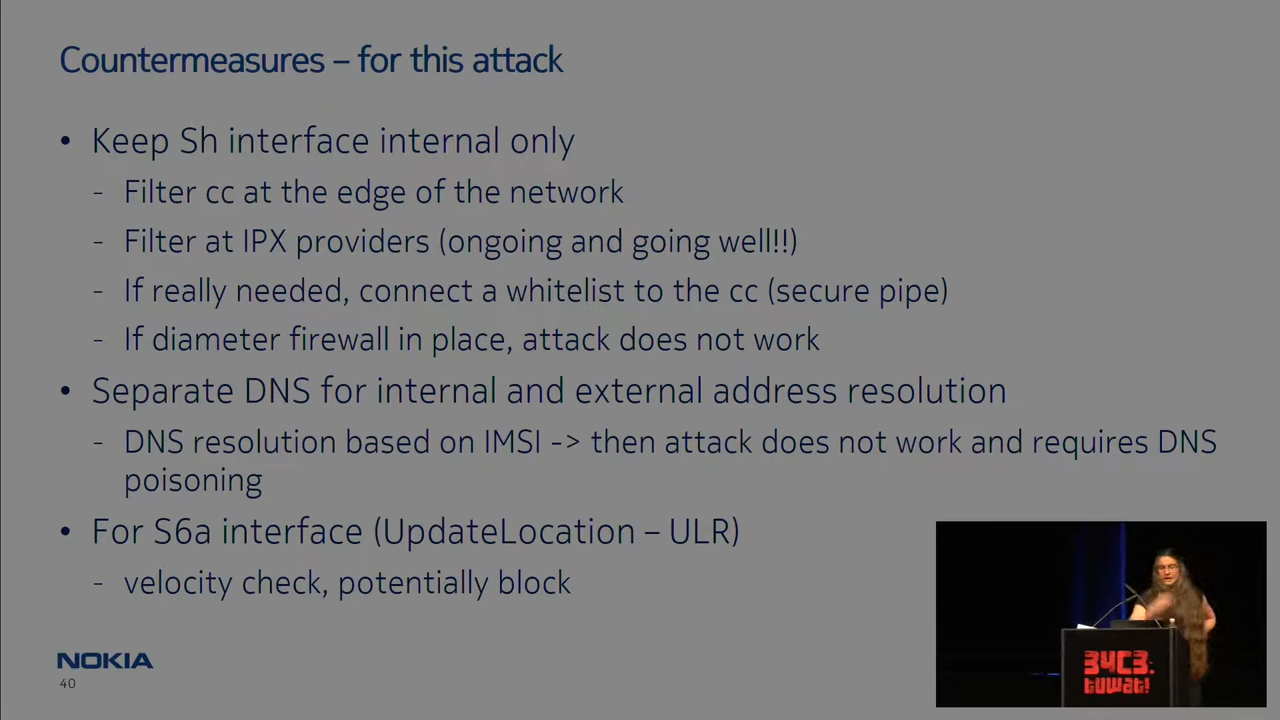 Countermeasures – for this attack
• Keep Sh interface internal only
- Filter cc at the edge of the network
- Filter at IPX providers (ongoing and going well!!)
- If really needed, connect a whitelist to the cc (secure pipe)
- If diameter firewall in place, attack does not work
• Separate DNS for internal and external address resolution
- DNS resolution based on IMSI -> then attack does not work and requires DNS
poisoning
• For S6a interface (UpdateLocation – ULR)
- velocity check, potentially block
NOKIA
40
34C3:
tuwat!